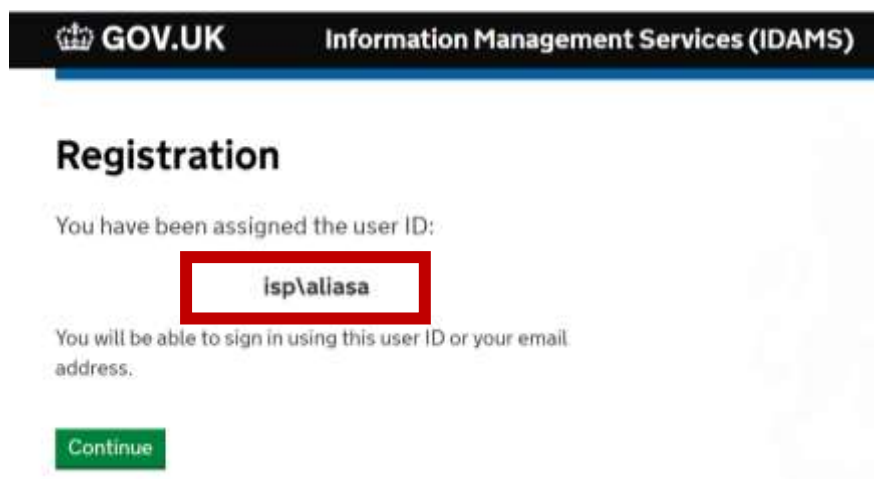 GOV.UK Information Management Services (IDAMS)
Registration
You have been assigned the user ID:
isp\aliasa
You will be able to sign in using this user ID or your email
address.
Continue